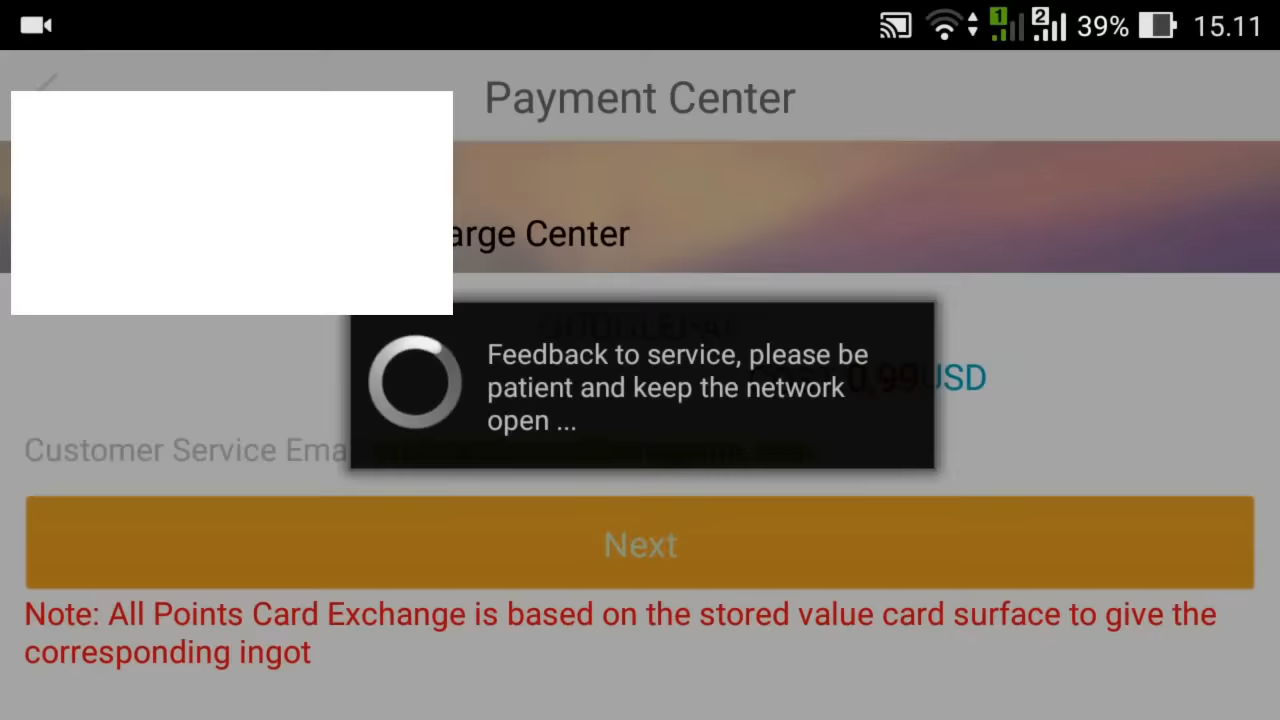 1 2 39% 15.11
Payment Center
arge Center
Feedback to service, please be
patient and keep the network
open ...
0,99USD
Customer Service Ema
Next
Note: All Points Card Exchange is based on the stored value card surface to give the
corresponding ingot